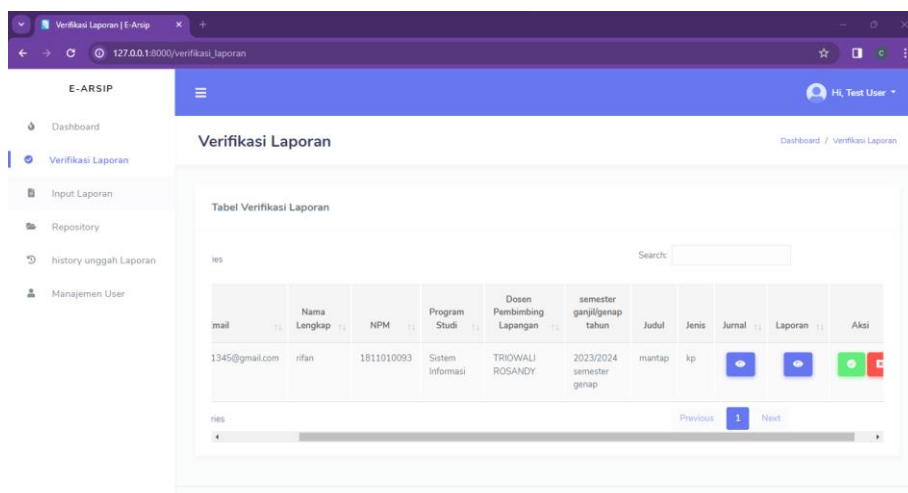 Verifikasi Laporan | E-Arsip
127.0.0.1:8000/verifikasi_laporan
C
E-ARSIP
Hi, Test User
Dashboard
Verifikasi Laporan
Input Laporan
Repository
history unggah Laporan
Manajemen User
Verifikasi Laporan
Dashboard / Verifikasi Laporan
Tabel Verifikasi Laporan
ies
Search:
mail
Nama
Lengkap
NPM
Program
Studi
Dosen
Pembimbing
Lapangan
semester
ganjil/genap
tahun
Judul
Jenis
Jurnal
Laporan
Aksi
1345@gmail.com
rifan
1811010093
Sistem
Informasi
TRIOWALI
ROSANDY
2023/2024
semester
genap
mantap
kp
ries
Previous 1 Next